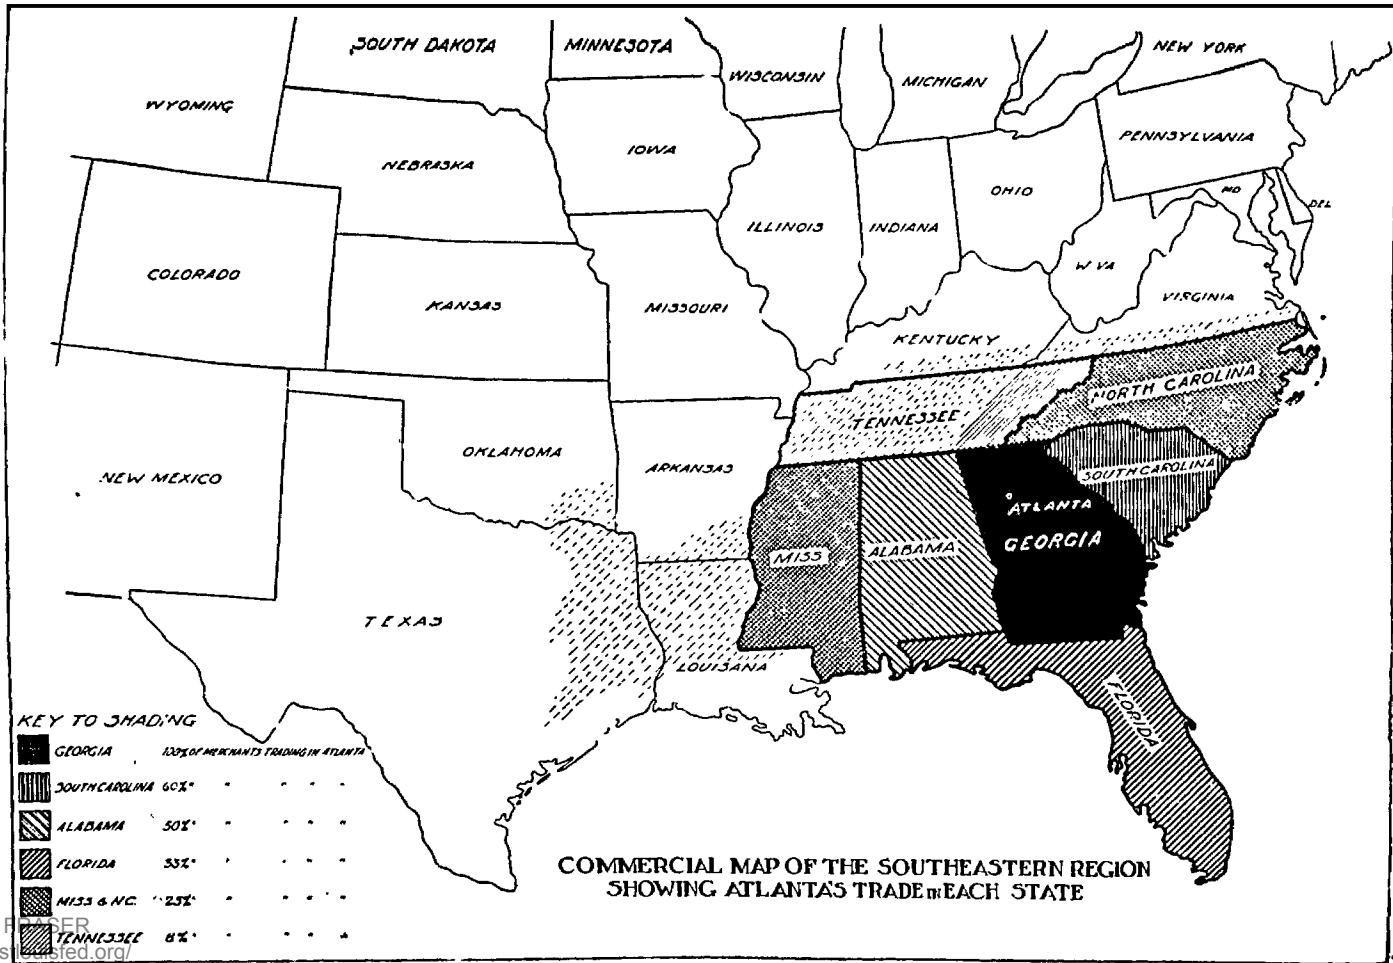 SOUTH DAKOTA
MINNESOTA
WISCONSIN
MICHIGAN
NEW YORK
WYOMING
NEBRASKA
IOWA
PENNSYLVANIA
ILLINOIS
INDIANA
OHIO
MD
DEL
COLORADO
KANSAS
MISSOURI
W VA
VIRGINIA
KENTUCKY
NORTH CAROLINA
TENNESSEE
NEW MEXICO
OKLAHOMA
ARKANSAS
SOUTH CAROLINA
ATLANTA
GEORGIA
MISS
ALABAMA
TEXAS
LOUISANA
FLORIDA
KEY TO SHADING
GEORGIA 100% OF MERCHANTS TRADING IN ATLANTA
SOUTH CAROLINA 60% " " " " "
ALABAMA 50% " " " " "
FLORIDA 33% " " " " "
MISS & N.C. 25% " " " " "
TENNESSEE 8% " " " " "
COMMERCIAL MAP OF THE SOUTHEASTERN REGION
SHOWING ATLANTA'S TRADE IN EACH STATE
FRASER
stlouisfed.org/